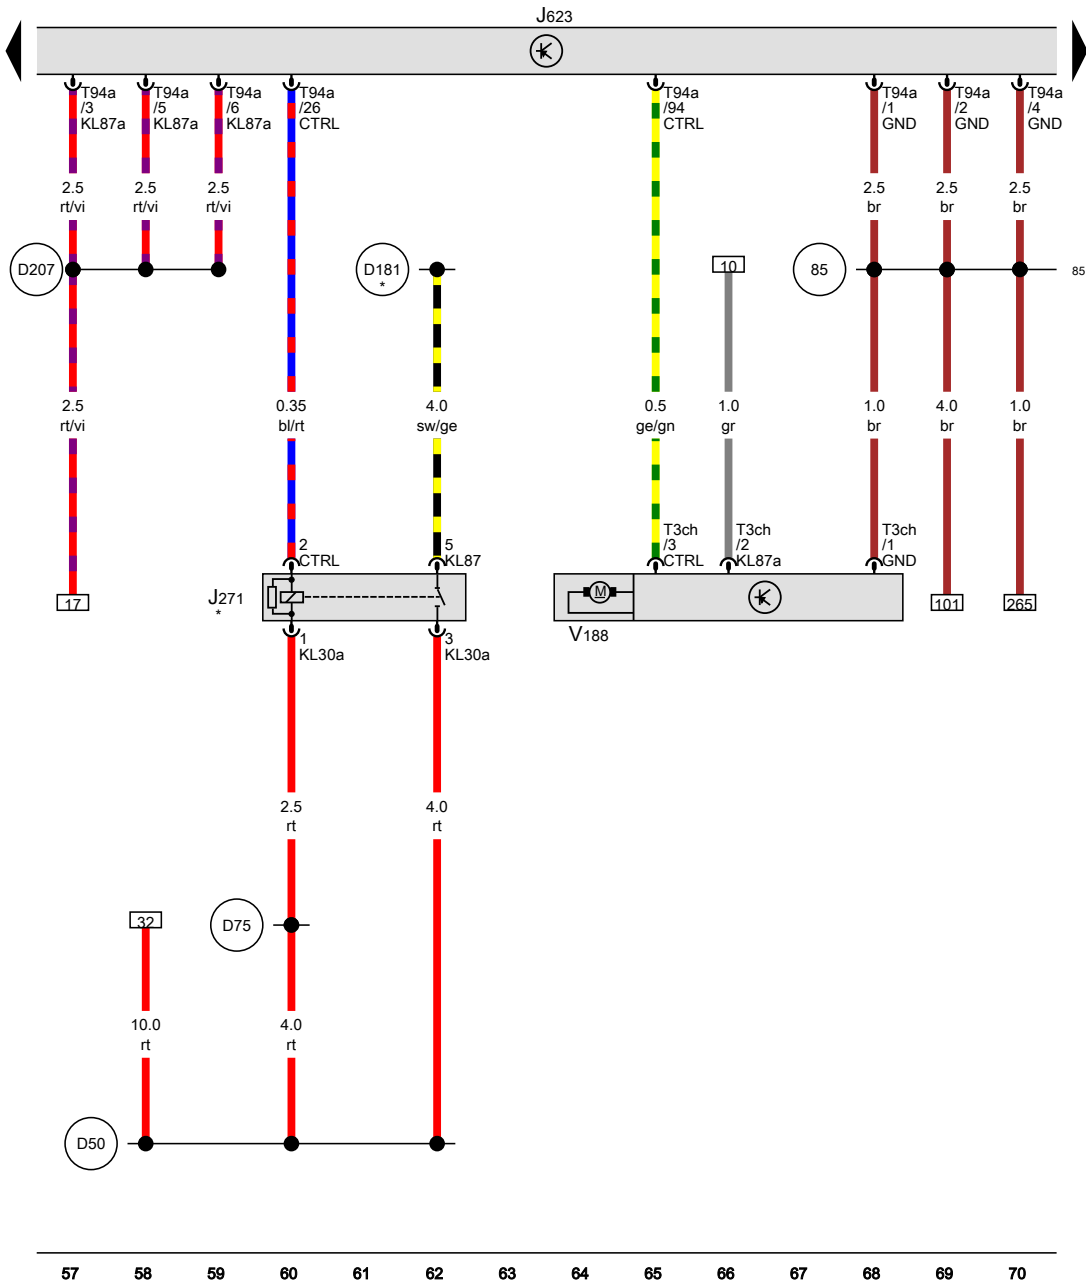 J623
T94a
/3
KL87a
T94a
/5
KL87a
T94a
/6
KL87a
T94a
/26
CTRL
T94a
/94
CTRL
T94a
/1
GND
T94a
/2
GND
T94a
/4
GND
2.5
rt/vi
2.5
rt/vi
2.5
rt/vi
2.5
br
2.5
br
2.5
br
D207
D181
*
10
85
85
2.5
rt/vi
0.35
bl/rt
4.0
sw/ge
0.5
ge/gn
1.0
gr
1.0
br
4.0
br
1.0
br
2
CTRL
5
KL87
T3ch
/3
CTRL
T3ch
/2
KL87a
T3ch
/1
GND
17
J271
*
M
V188
101
265
1
KL30a
3
KL30a
2.5
rt
4.0
rt
32
D75
10.0
rt
4.0
rt
D50
57 58 59 60 61 62 63 64 65 66 67 68 69 70